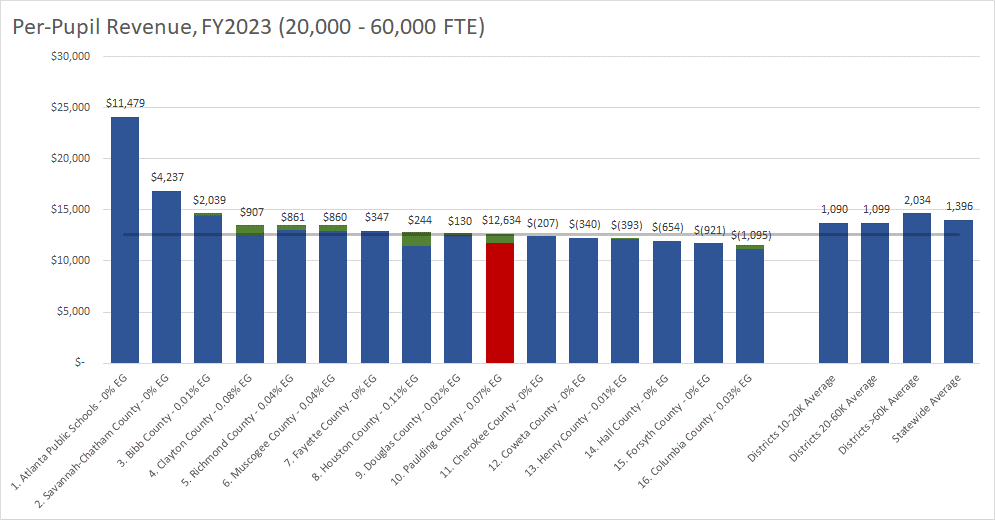 Per-Pupil Revenue, FY2023 (20,000 - 60,000 FTE)
$30,000
$25,000
$20,000
$15,000
$10,000
$5,000
$-
$11,479
$4,237
$2,039
$907
$861
$860
$347
$244
$130
$12,634
$(207)
$(340)
$(393)
$(654)
$(921)
$(1,095)
1,090
1,099
2,034
1,396
1. Atlanta Public Schools - 0% EG
2. Savannah-Chatham County - 0% EG
3. Bibb County - 0.01% EG
4. Clayton County - 0.08% EG
5. Richmond County - 0.04% EG
6. Muscogee County - 0.04% EG
7. Fayette County - 0% EG
8. Houston County - 0.11% EG
9. Douglas County - 0.02% EG
10. Paulding County - 0.07% EG
11. Cherokee County - 0% EG
12. Coweta County - 0% EG
13. Henry County - 0.01% EG
14. Hall County - 0% EG
15. Forsyth County - 0% EG
16. Columbia County - 0.03% EG
Districts 10-20K Average
Districts 20-60K Average
Districts >60k Average
Statewide Average